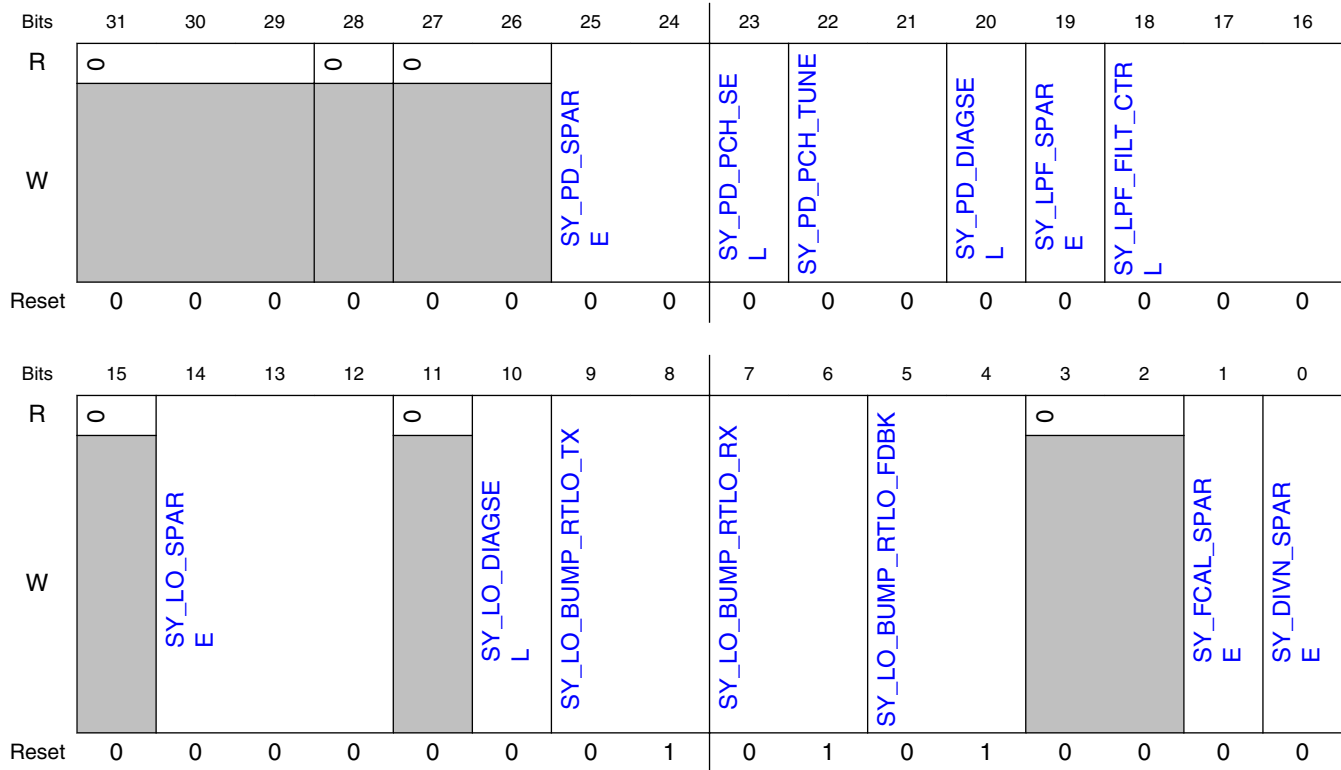 Bits 31 30 29 28 27 26 25 24 23 22 21 20 19 18 17 16
R 0 0 0
W
SY_PD_SPAR
E
SY_PD_PCH_SE
L
SY_PD_PCH_TUNE
SY_PD_DIAGSE
L
SY_LPF_SPAR
E
SY_LPF_FILT_CTR
L
Reset 0 0 0 0 0 0 0 0 0 0 0 0 0 0 0 0
Bits 15 14 13 12 11 10 9 8 7 6 5 4 3 2 1 0
R 0 0 0
W
SY_LO_SPAR
E
SY_LO_DIAGSE
L
SY_LO_BUMP_RTLO_TX
SY_LO_BUMP_RTLO_RX
SY_LO_BUMP_RTLO_FDBK
SY_FCAL_SPAR
E
SY_DIVN_SPAR
E
Reset 0 0 0 0 0 0 0 1 0 1 0 1 0 0 0 0